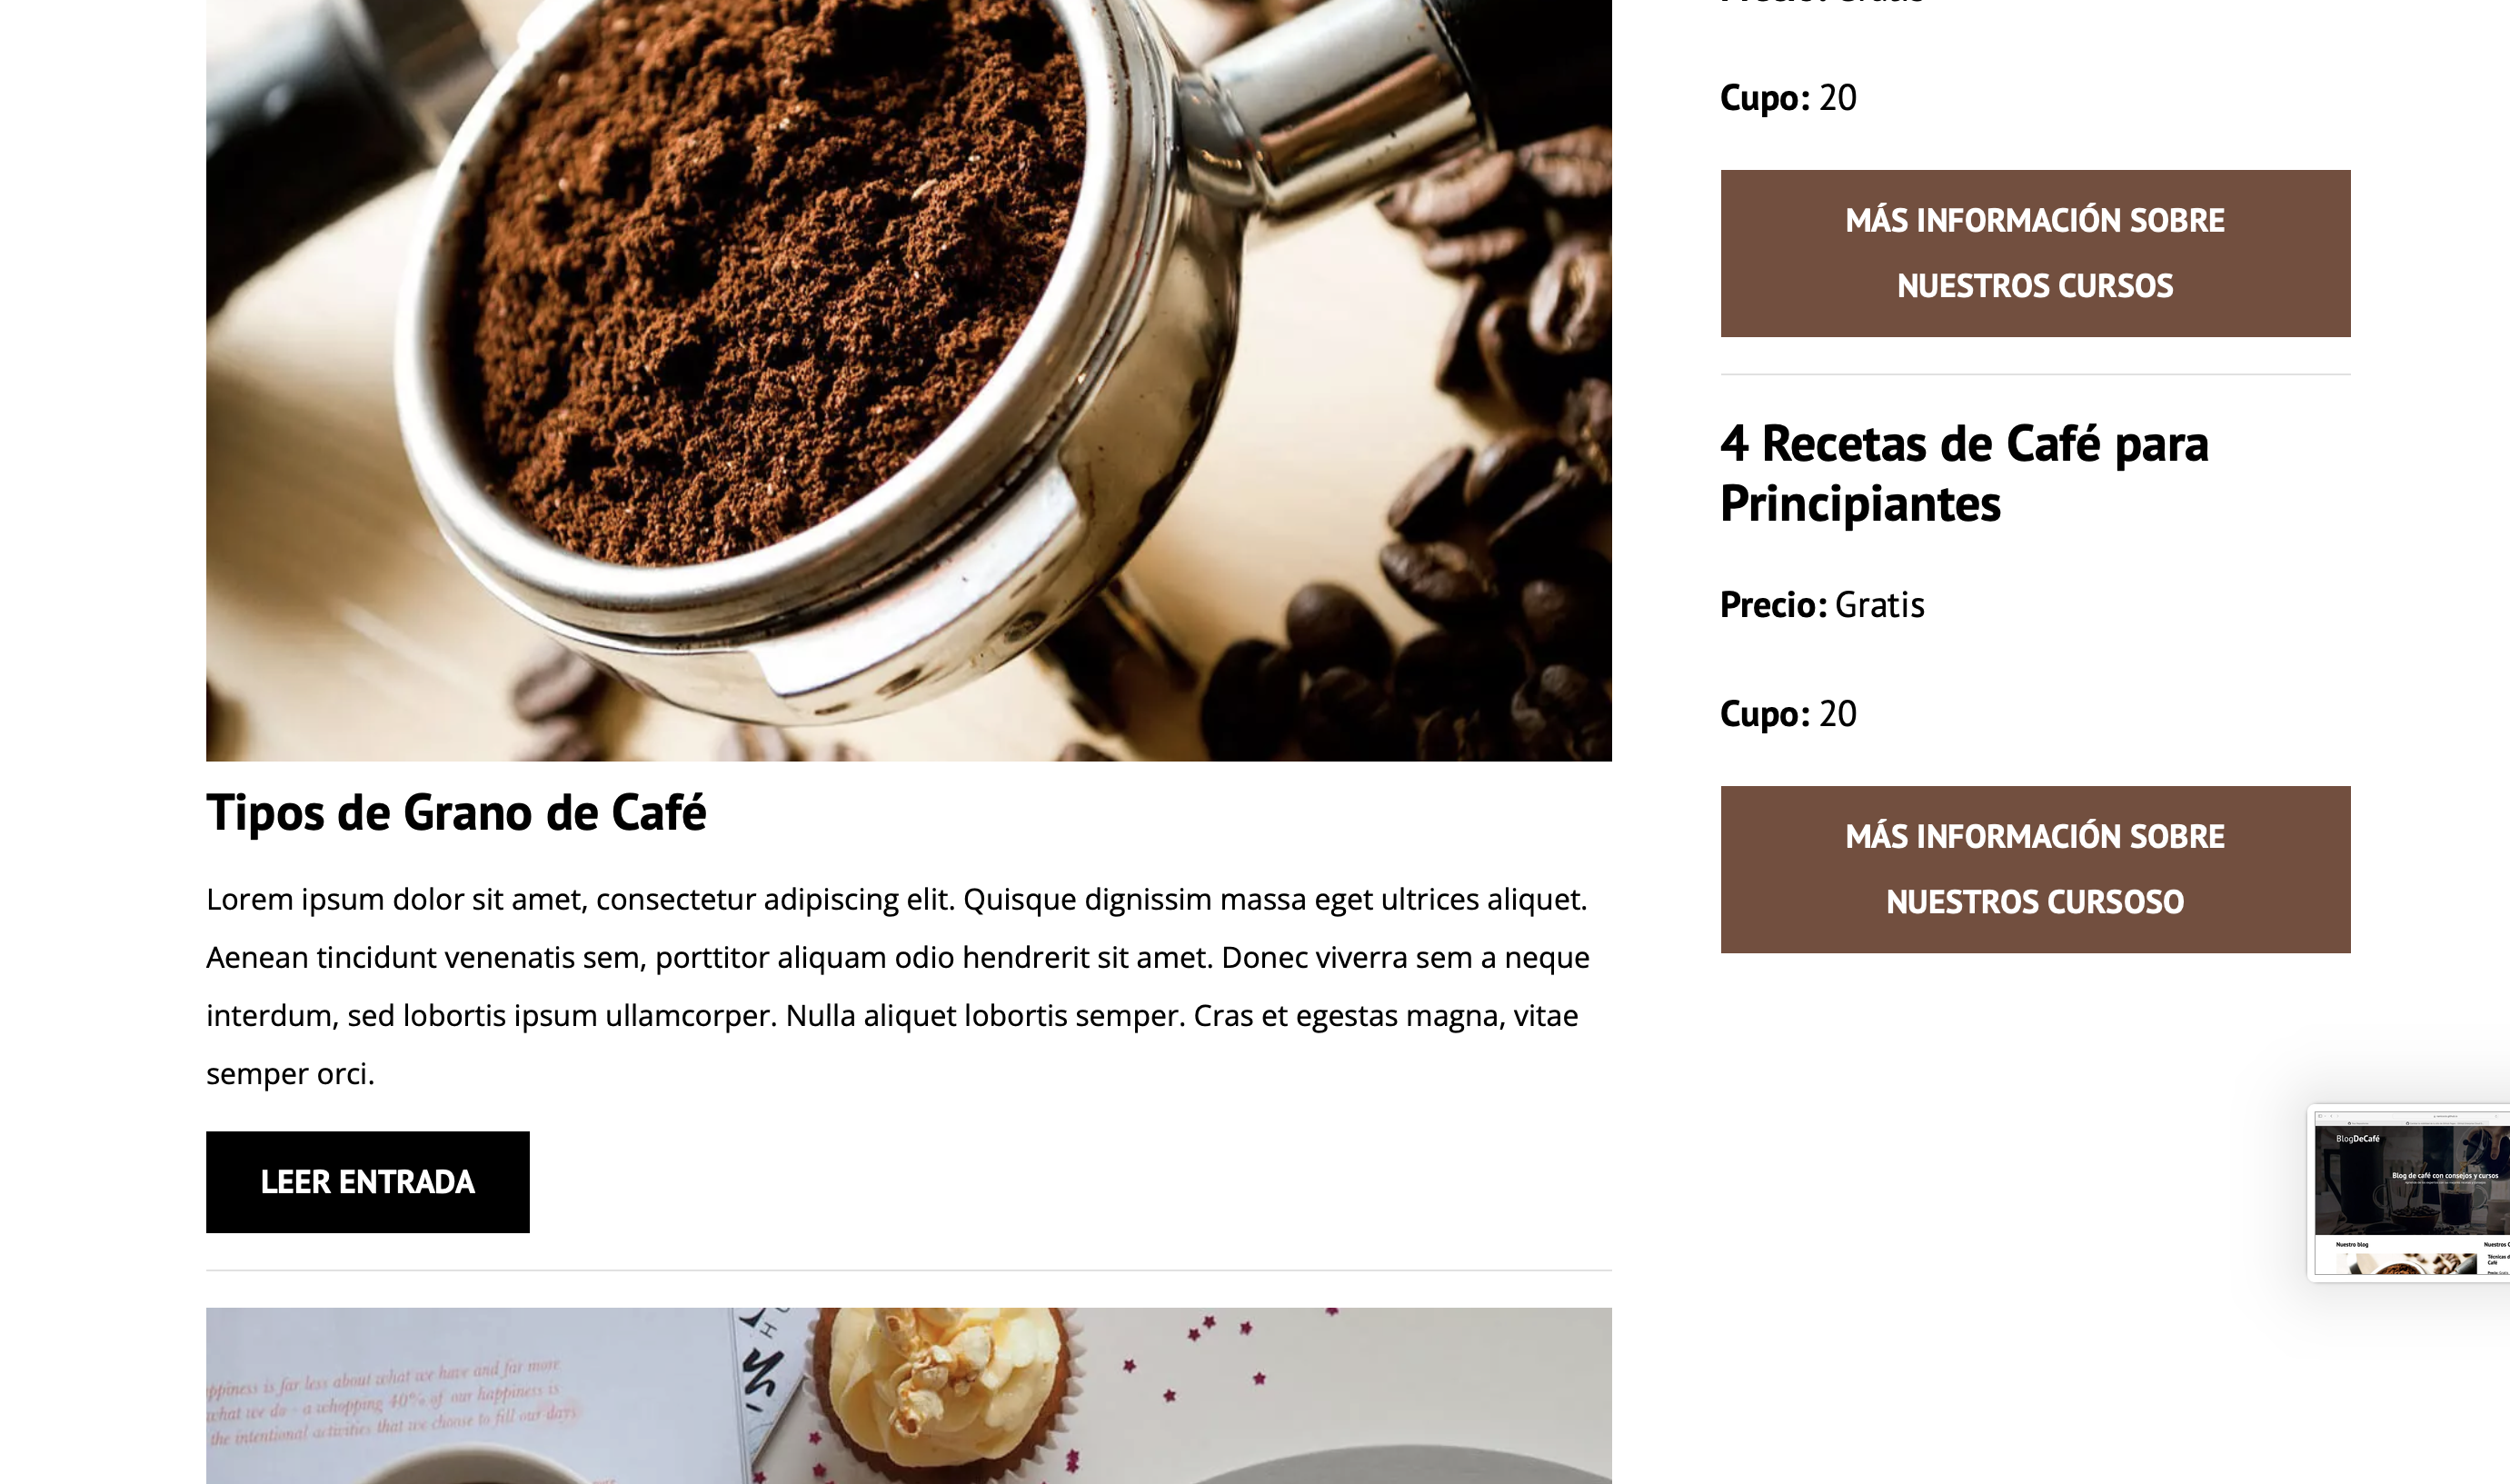 Cupo: 20
MÁS INFORMACIÓN SOBRE
NUESTROS CURSOS
4 Recetas de Café para
Principiantes
Precio: Gratis
Cupo: 20
MÁS INFORMACIÓN SOBRE
NUESTROS CURSOSO
Tipos de Grano de Café
Lorem ipsum dolor sit amet, consectetur adipiscing elit. Quisque dignissim massa eget ultrices aliquet.
Aenean tincidunt venenatis sem, porttitor aliquam odio hendrerit sit amet. Donec viverra sem a neque
interdum, sed lobortis ipsum ullamcorper. Nulla aliquet lobortis semper. Cras et egestas magna, vitae
semper orci.
LEER ENTRADA
BlogDeCafé
Blog de café con consejos y cursos
Nuestro blog
Nuestros
ppiness is far less about what we have and far more
what we do - a whopping 40% of our happiness is
the intentional activities that we choose to fill our days